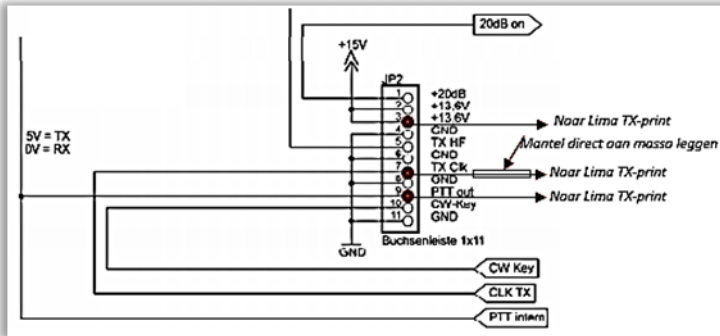 20dB on
+15V
JP2
1 +20dB
2 +13,6V
3 +13,6V
4 GND
5 TX HF
6 GND
7 TX Clk
8 GND
9 PTT out
10 CW-Key
11 GND
Buchsenleiste 1x11
GND
5V = TX
0V = RX
Naar Lima TX-print
Mantel direct aan massa leggen
Naar Lima TX-print
Naar Lima TX-print
CW Key
CLK TX
PTT intern